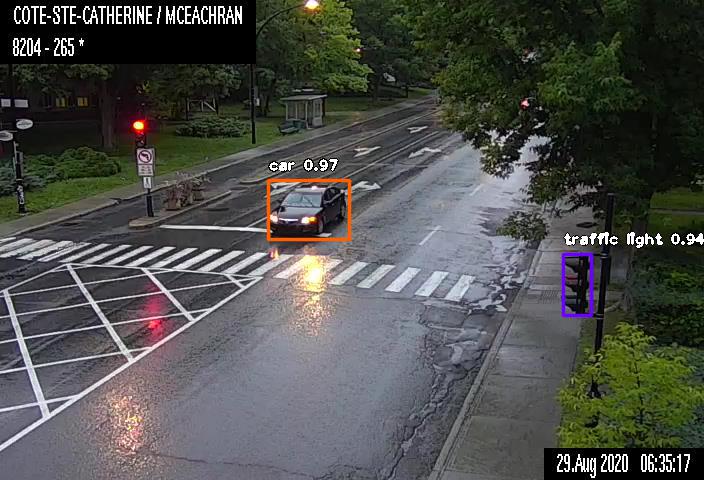 COTE-STE-CATHERINE / MCEACHRAN
8204 - 265 *
car 0.97
traffic light 0.94
29.Aug 2020 06:35:17